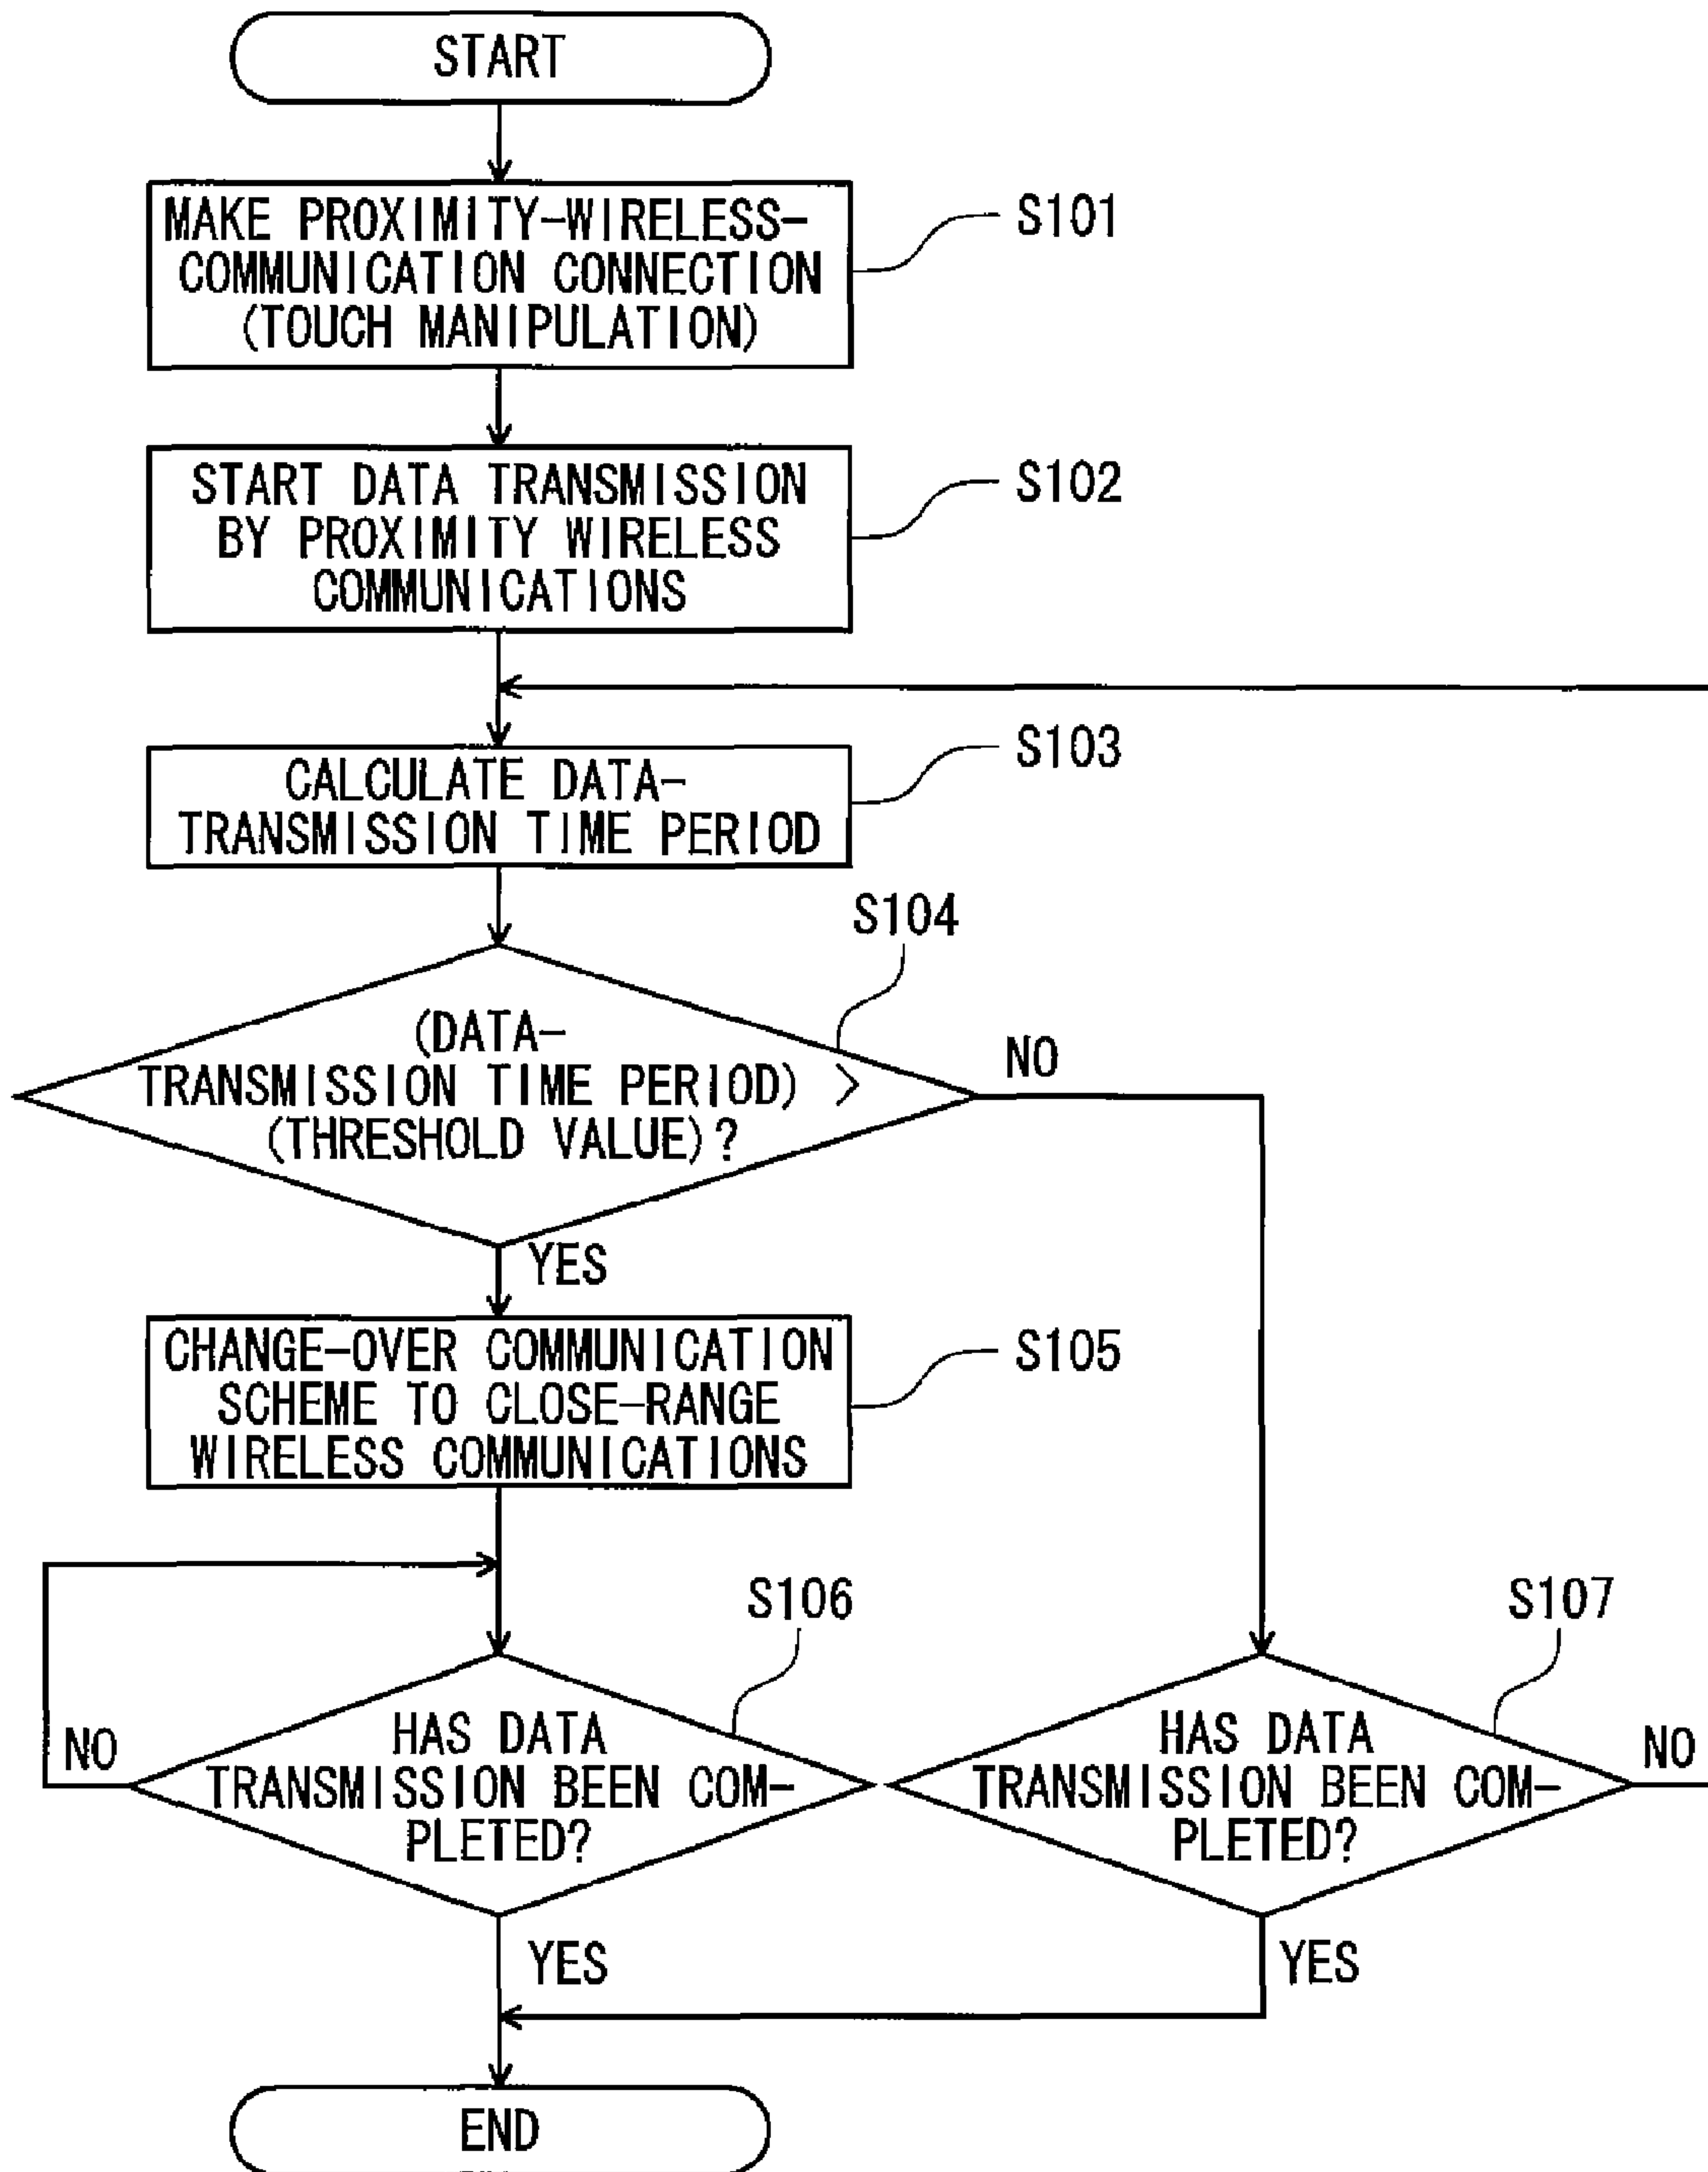 START
MAKE PROXIMITY-WIRELESS-
COMMUNICATION CONNECTION
(TOUCH MANIPULATION)
S101
START DATA TRANSMISSION
BY PROXIMITY WIRELESS
COMMUNICATIONS
S102
CALCULATE DATA-
TRANSMISSION TIME PERIOD
S103
S104
(DATA-
TRANSMISSION TIME PERIOD) >
(THRESHOLD VALUE)?
NO
YES
CHANGE-OVER COMMUNICATION
SCHEME TO CLOSE-RANGE
WIRELESS COMMUNICATIONS
S105
S106
HAS DATA
TRANSMISSION BEEN COM-
PLETED?
NO
YES
S107
HAS DATA
TRANSMISSION BEEN COM-
PLETED?
NO
YES
END